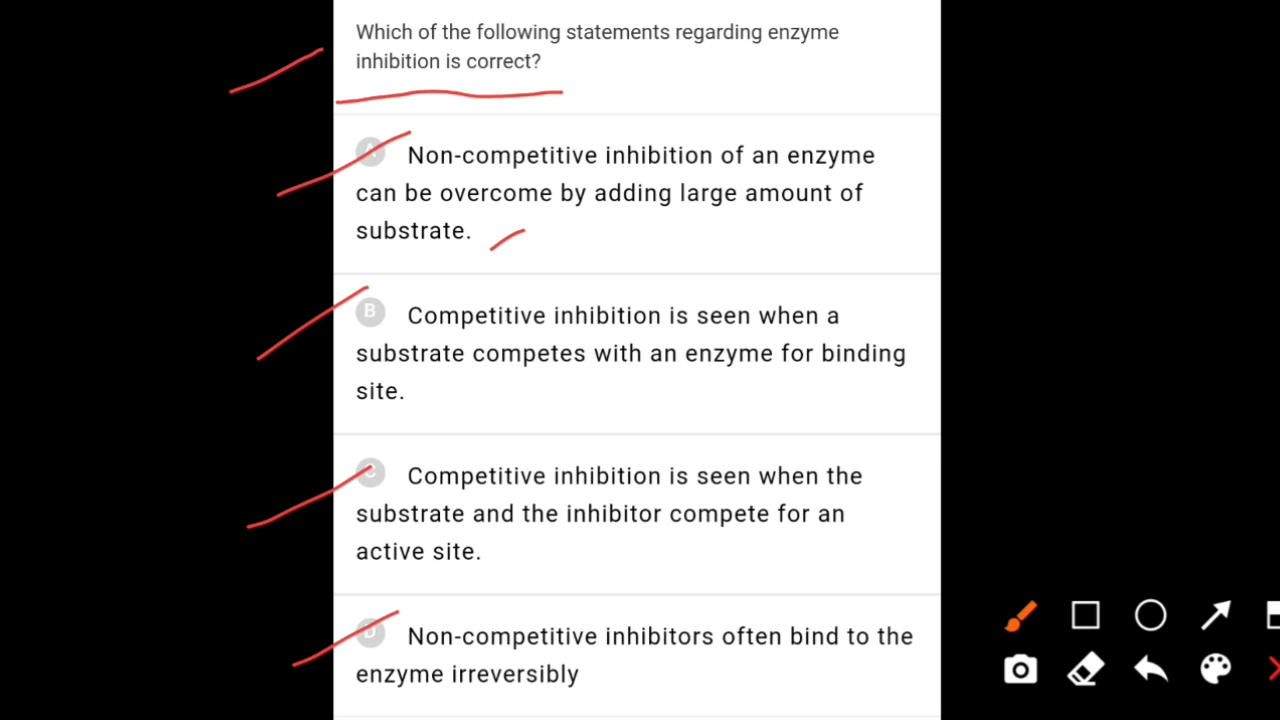 Which of the following statements regarding enzyme
inhibition is correct?
A Non-competitive inhibition of an enzyme
can be overcome by adding large amount of
substrate.
B Competitive inhibition is seen when a
substrate competes with an enzyme for binding
site.
C Competitive inhibition is seen when the
substrate and the inhibitor compete for an
active site.
D Non-competitive inhibitors often bind to the
enzyme irreversibly